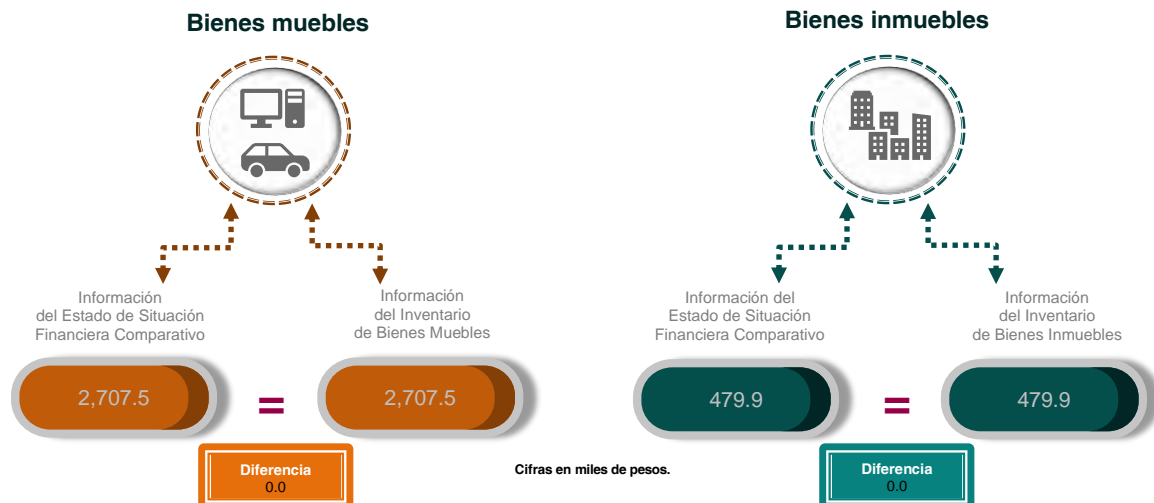 Bienes muebles
Información
del Estado de Situación
Financiera Comparativo
Información
del Inventario
de Bienes Muebles
2,707.5
=
2,707.5
Diferencia
0.0
Bienes inmuebles
Información del
Estado de Situación
Financiera Comparativo
Información
del Inventario
de Bienes Inmuebles
479.9
=
479.9
Diferencia
0.0
Cifras en miles de pesos.